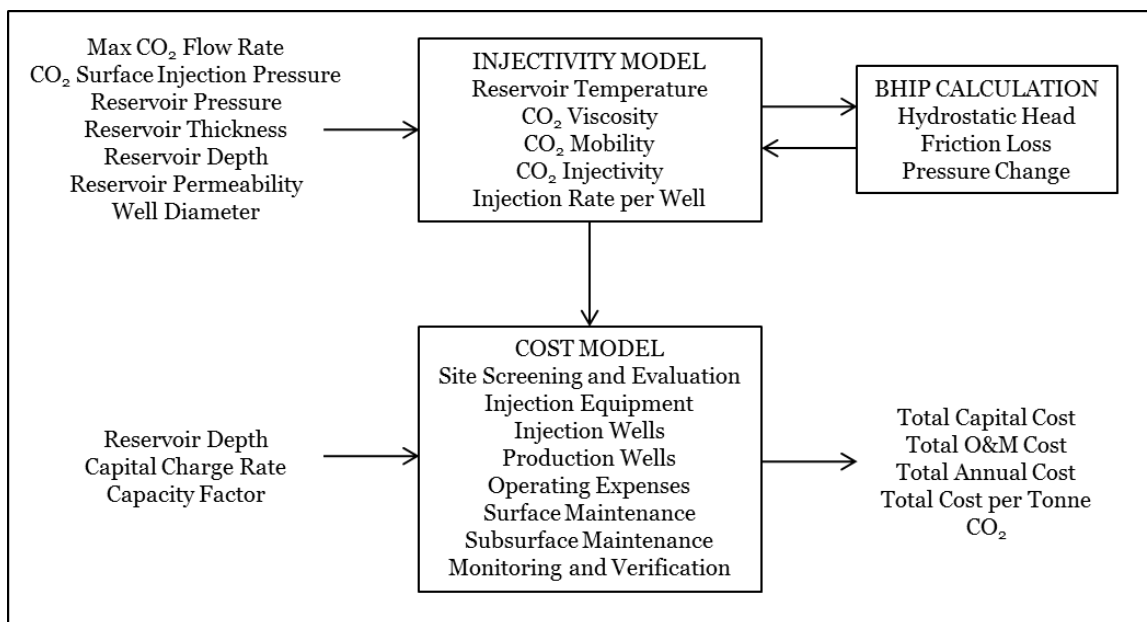 Max CO₂ Flow Rate
CO₂ Surface Injection Pressure
Reservoir Pressure
Reservoir Thickness
Reservoir Depth
Reservoir Permeability
Well Diameter
INJECTIVITY MODEL
Reservoir Temperature
CO₂ Viscosity
CO₂ Mobility
CO₂ Injectivity
Injection Rate per Well
BHIP CALCULATION
Hydrostatic Head
Friction Loss
Pressure Change
Reservoir Depth
Capital Charge Rate
Capacity Factor
COST MODEL
Site Screening and Evaluation
Injection Equipment
Injection Wells
Production Wells
Operating Expenses
Surface Maintenance
Subsurface Maintenance
Monitoring and Verification
Total Capital Cost
Total O&M Cost
Total Annual Cost
Total Cost per Tonne
CO₂